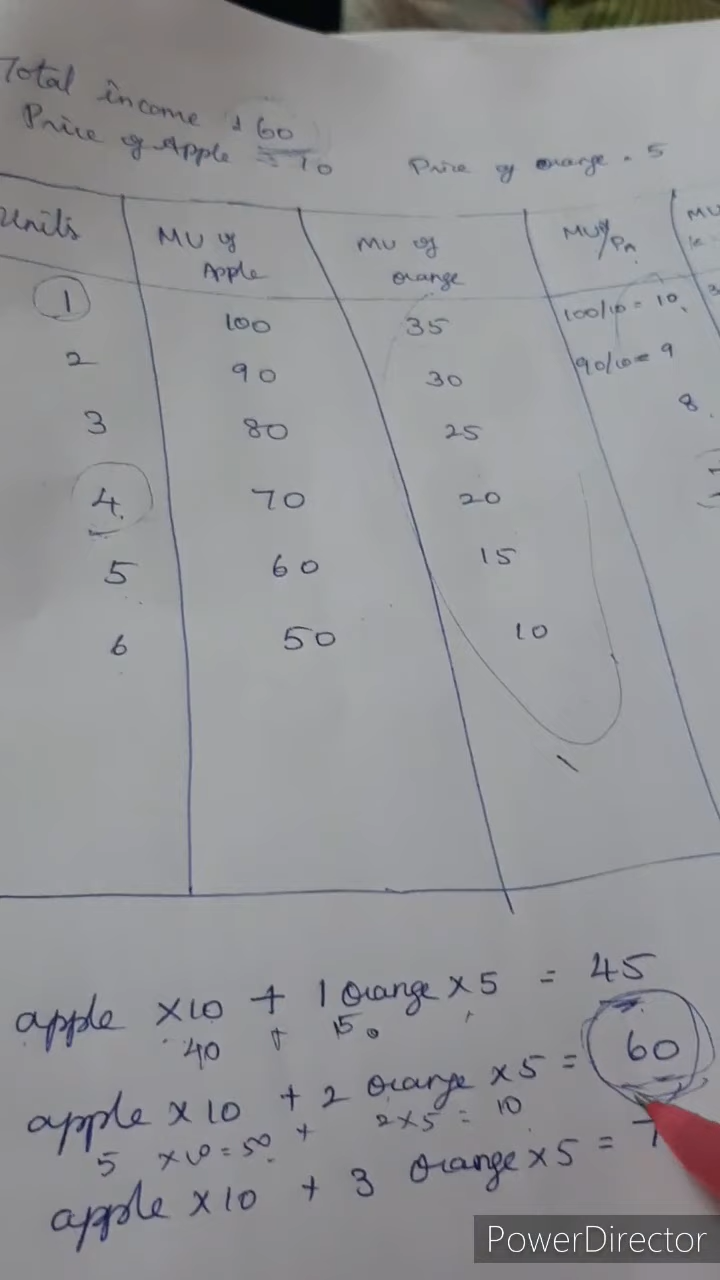 Total income 60
Price of Apple = 10 Price of orange = 5
Units MU of Apple MU of orange MU/Pn MU
1 100 35 100/10 = 10
2 90 30 90/10 = 9
3 80 25 8
4 70 20
5 60 15
6 50 10
apple ×10 + 1 orange ×5 = 45
40 + 5
apple ×10 + 2 orange ×5 = 60
5 ×10 = 50 + 2×5 = 10
apple ×10 + 3 orange ×5 = 7
PowerDirector